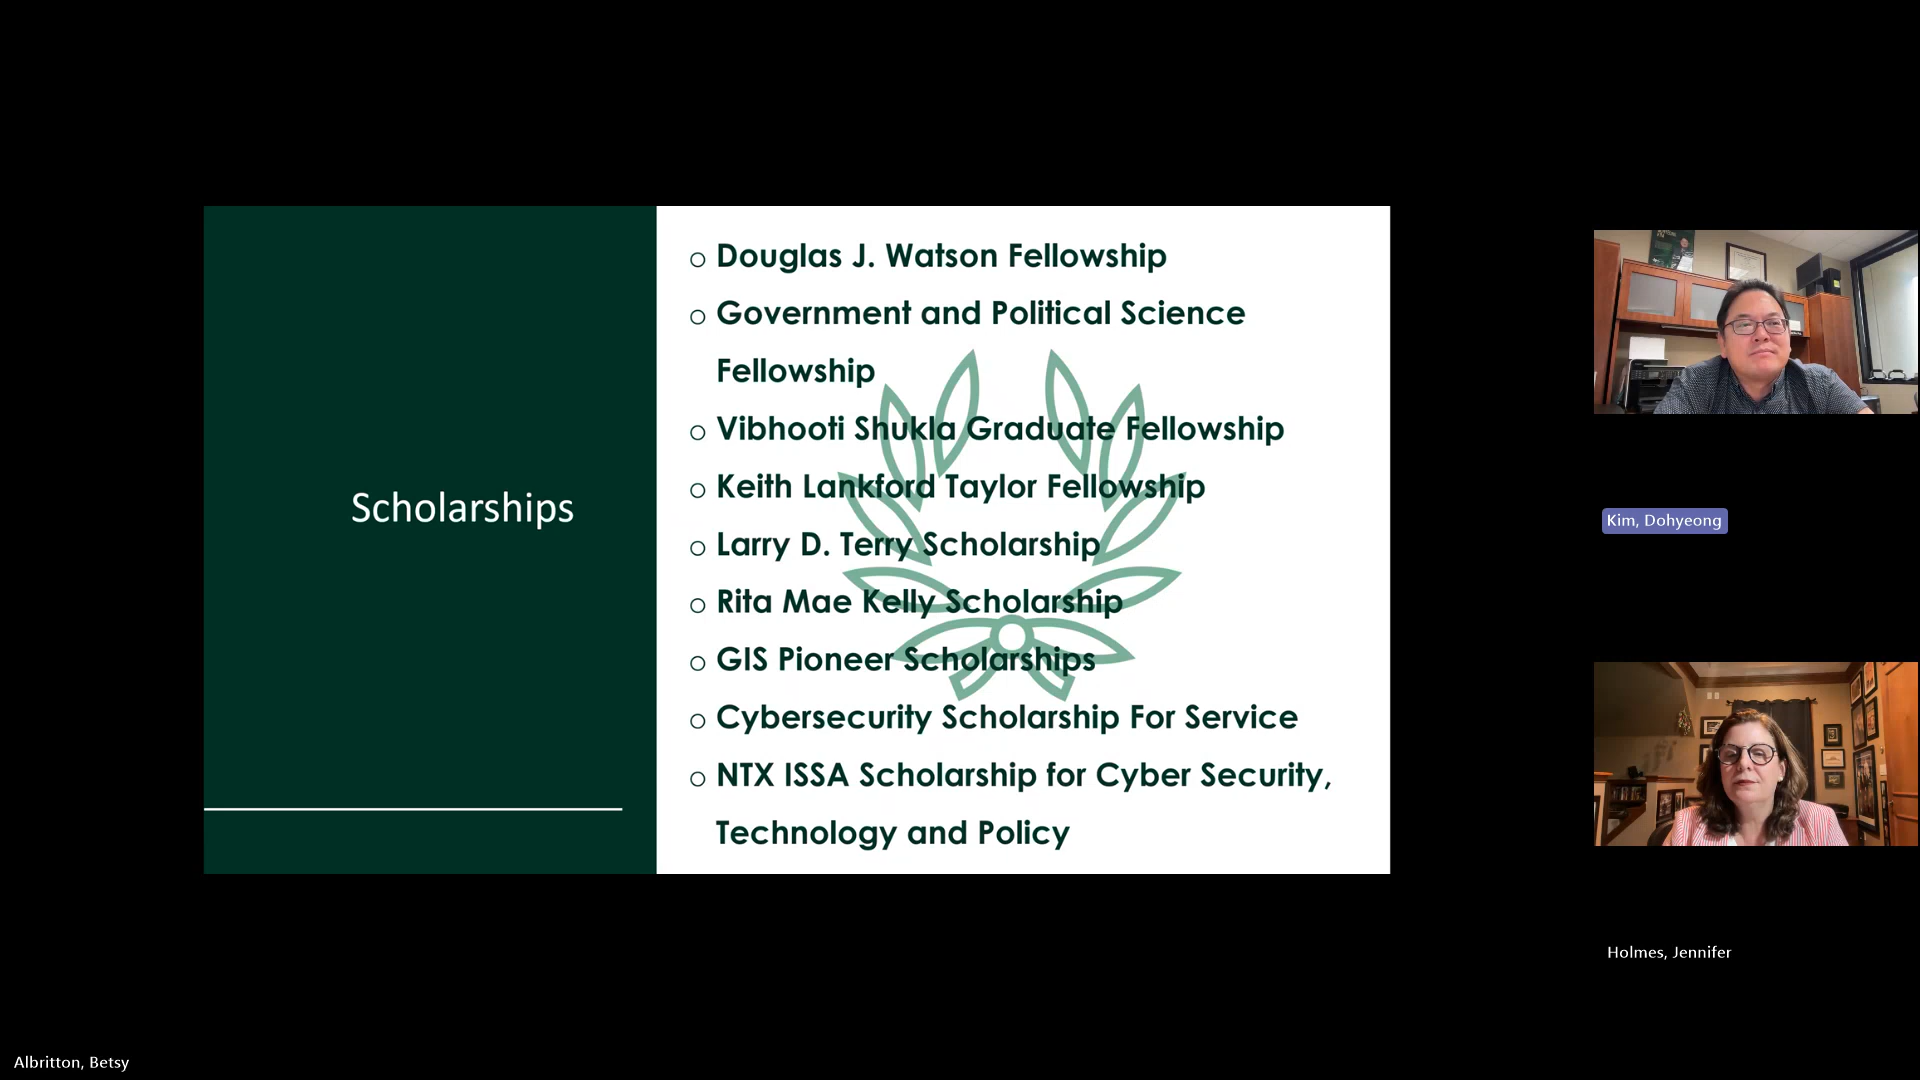 Scholarships
o Douglas J. Watson Fellowship
o Government and Political Science
Fellowship
o Vibhooti Shukla Graduate Fellowship
o Keith Lankford Taylor Fellowship
o Larry D. Terry Scholarship
o Rita Mae Kelly Scholarship
o GIS Pioneer Scholarships
o Cybersecurity Scholarship For Service
o NTX ISSA Scholarship for Cyber Security,
Technology and Policy
Kim, Dohyeong
Holmes, Jennifer
Albritton, Betsy